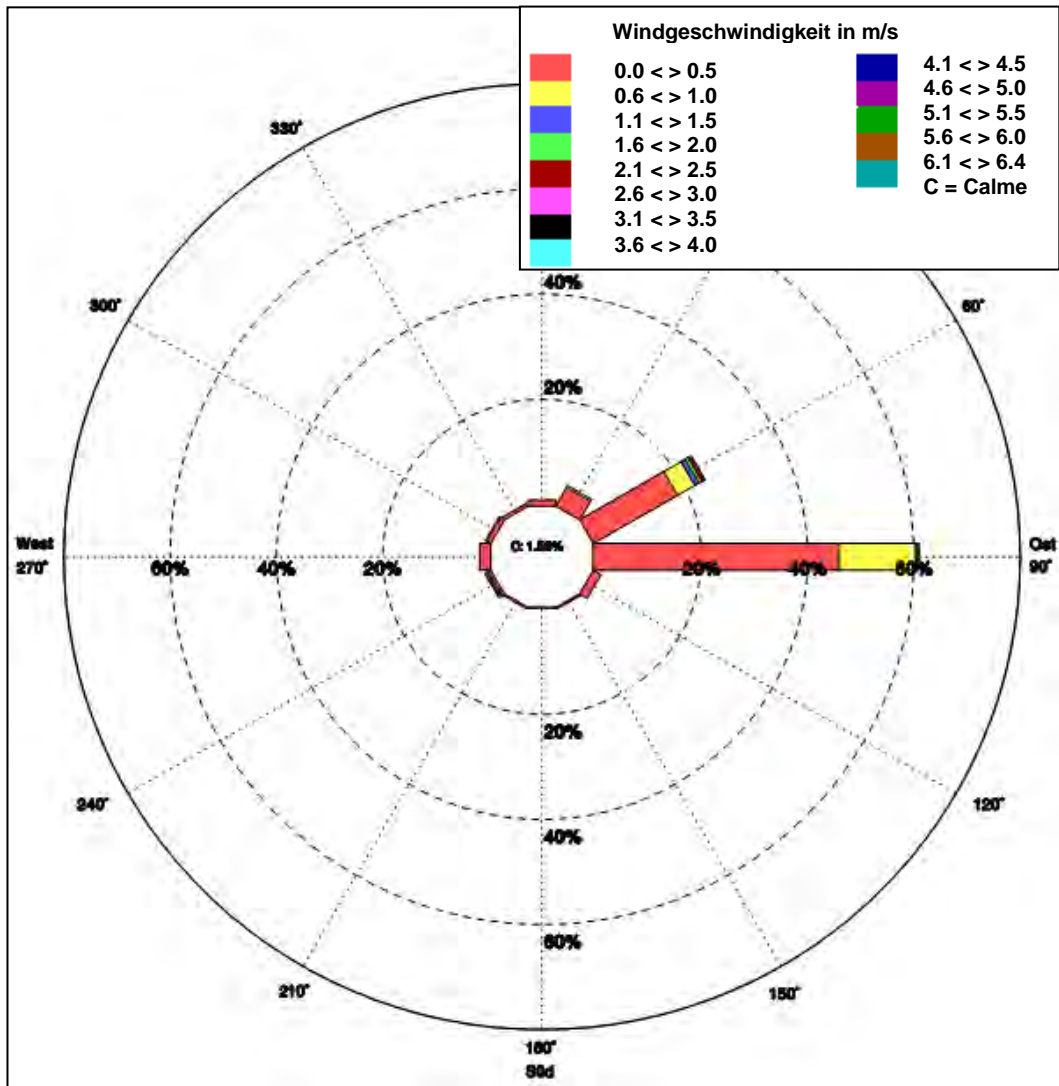 Windgeschwindigkeit in m/s
0.0 < > 0.5
0.6 < > 1.0
1.1 < > 1.5
1.6 < > 2.0
2.1 < > 2.5
2.6 < > 3.0
3.1 < > 3.5
3.6 < > 4.0
4.1 < > 4.5
4.6 < > 5.0
5.1 < > 5.5
5.6 < > 6.0
6.1 < > 6.4
C = Calme
330°
300°
60°
40%
20%
West
270°
60%
40%
20%
20%
40%
60%
Ost
90°
20%
40%
60%
240°
120°
210°
150°
180°
Süd